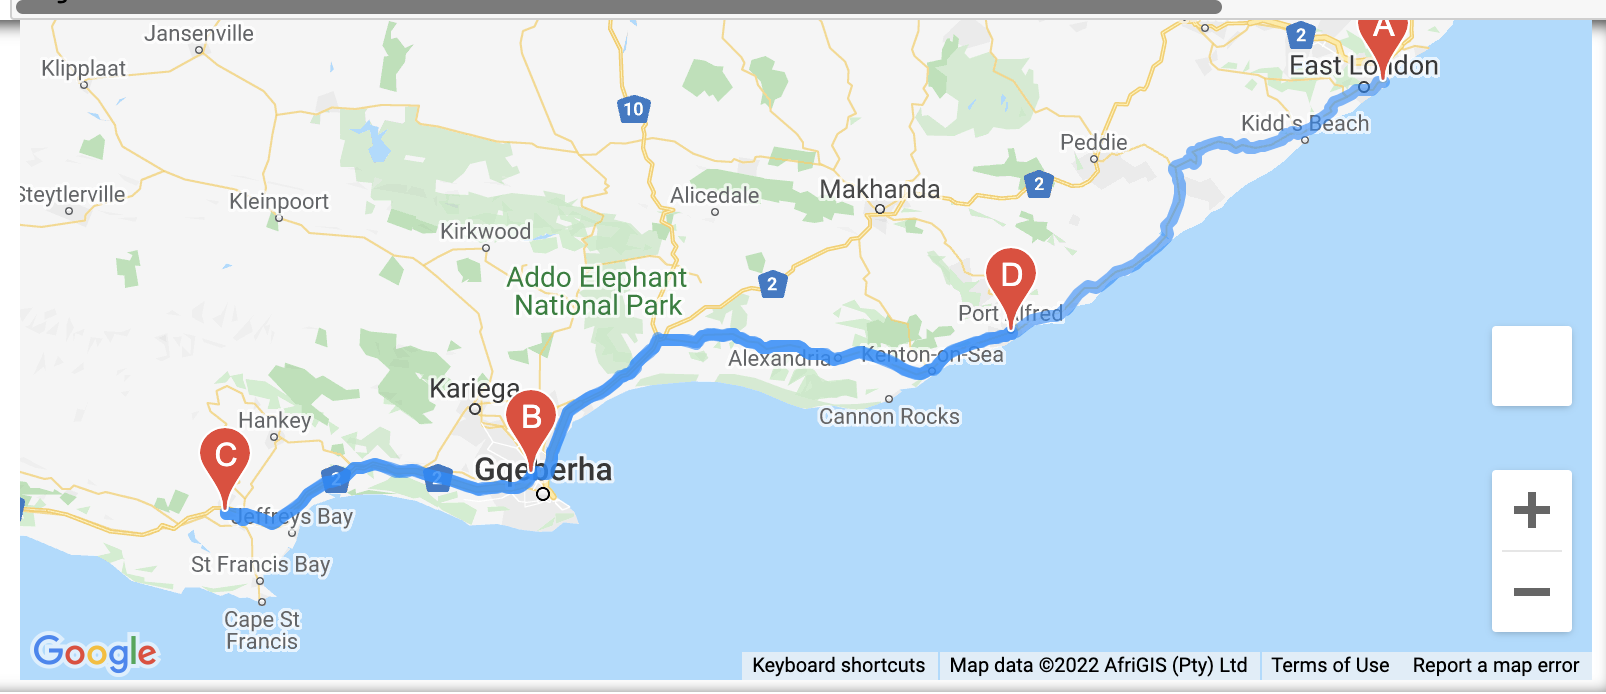 A
2
East London
Jansenville
Klipplaat
10
Kidd`s Beach
Peddie
2
Steytlerville
Kleinpoort
Alicedale
Makhanda
Kirkwood
Addo Elephant
National Park
2
D
Port Alfred
Alexandria
Kenton-on-Sea
Kariega
Cannon Rocks
B
Hankey
C
2
2
Gqeberha
Jeffreys Bay
St Francis Bay
Cape St
Francis
+
−
Google
Keyboard shortcuts
Map data ©2022 AfriGIS (Pty) Ltd
Terms of Use
Report a map error